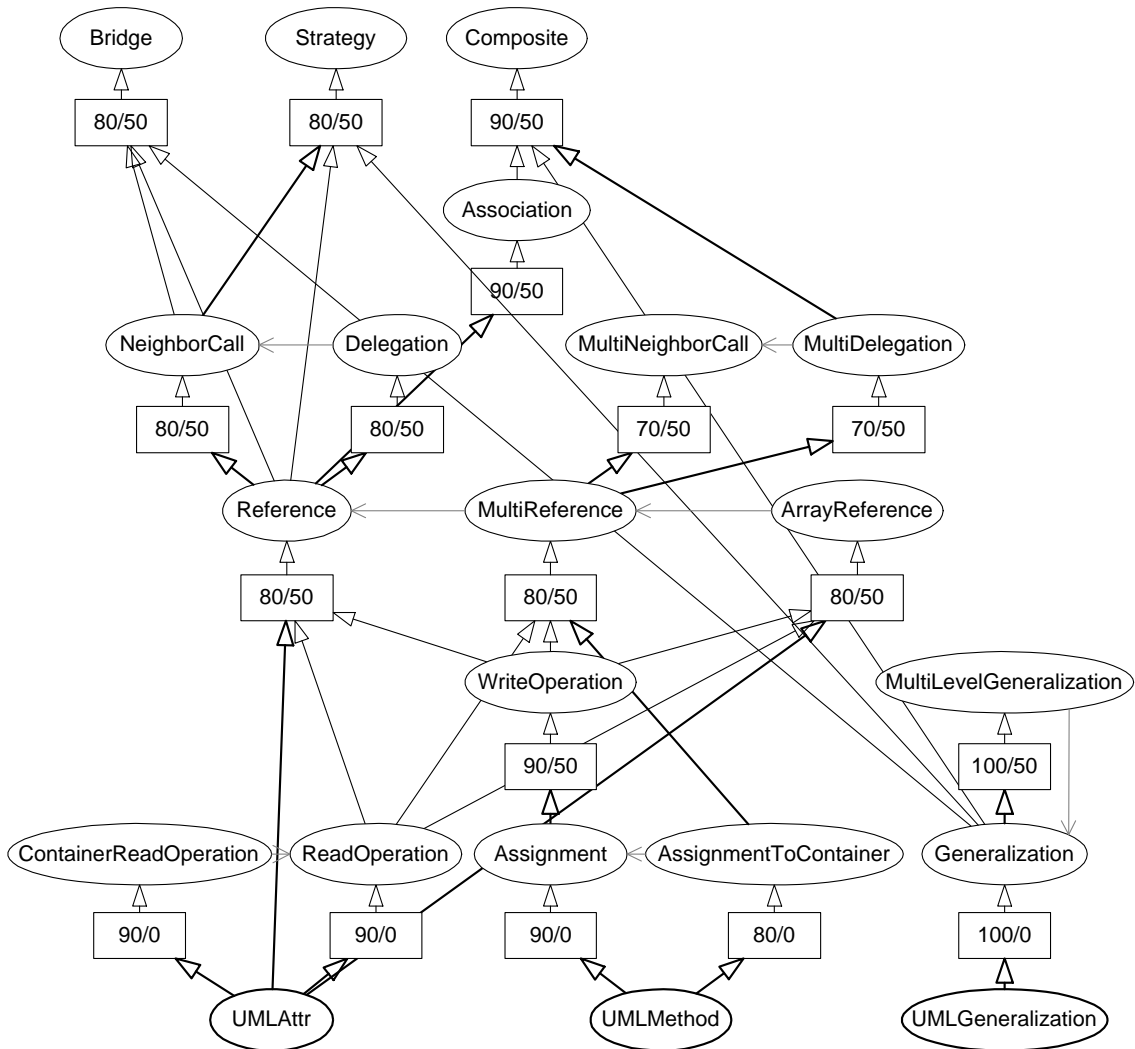 Bridge
Strategy
Composite
80/50
80/50
90/50
Association
90/50
NeighborCall
Delegation
MultiNeighborCall
MultiDelegation
80/50
80/50
70/50
70/50
Reference
MultiReference
ArrayReference
80/50
80/50
80/50
WriteOperation
MultiLevelGeneralization
90/50
100/50
ContainerReadOperation
ReadOperation
Assignment
AssignmentToContainer
Generalization
90/0
90/0
90/0
80/0
100/0
UMLAttr
UMLMethod
UMLGeneralization